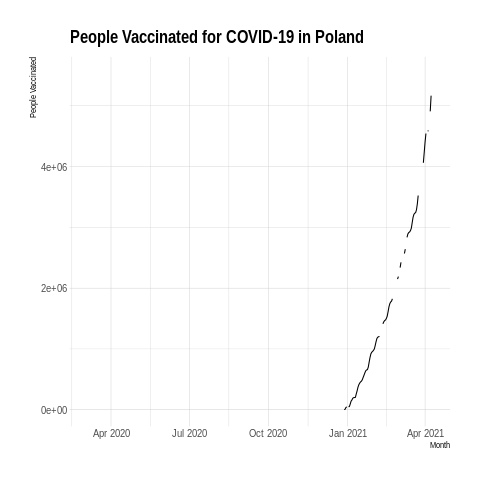 People Vaccinated for COVID-19 in Poland
People Vaccinated
4e+06
2e+06
0e+00
Apr 2020 Jul 2020 Oct 2020 Jan 2021 Apr 2021
Month